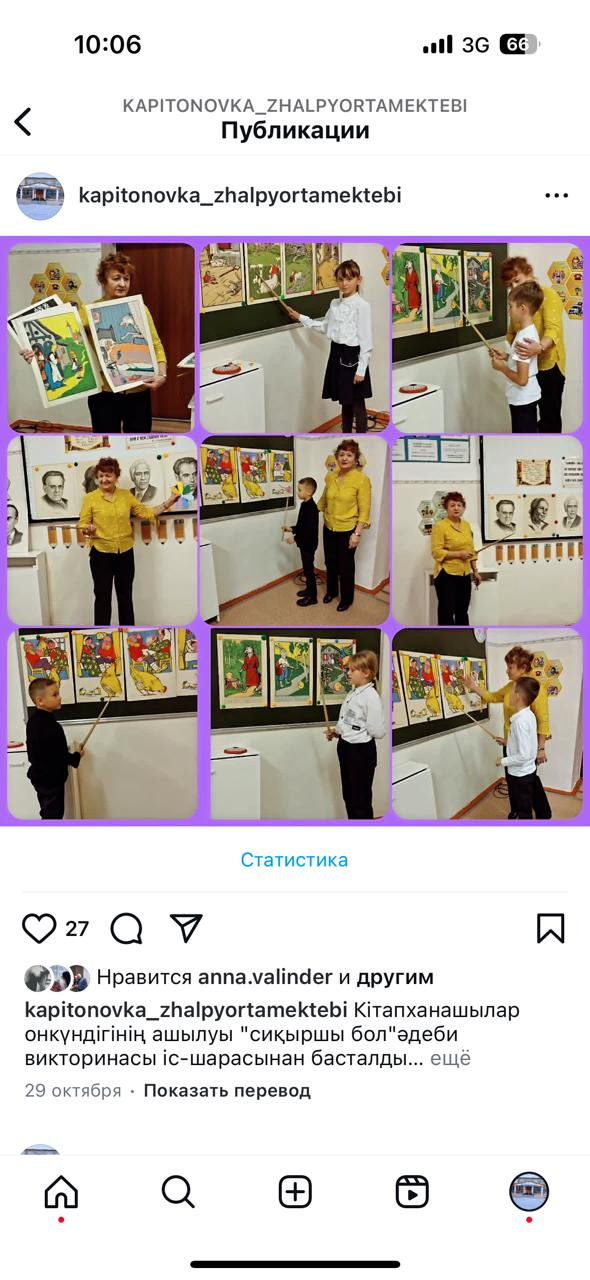 10:06
3G 66
KAPITONOVKA_ZHALPYORTAMEKTEBI
Публикации
kapitonovka_zhalpyortamektebi
Статистика
27
Нравится anna.valinder и другим
kapitonovka_zhalpyortamektebi Кітапханашылар
онкүндігінің ашылуы "сиқыршы бол"әдеби
викторинасы іс-шарасынан басталды... ещё
29 октября · Показать перевод